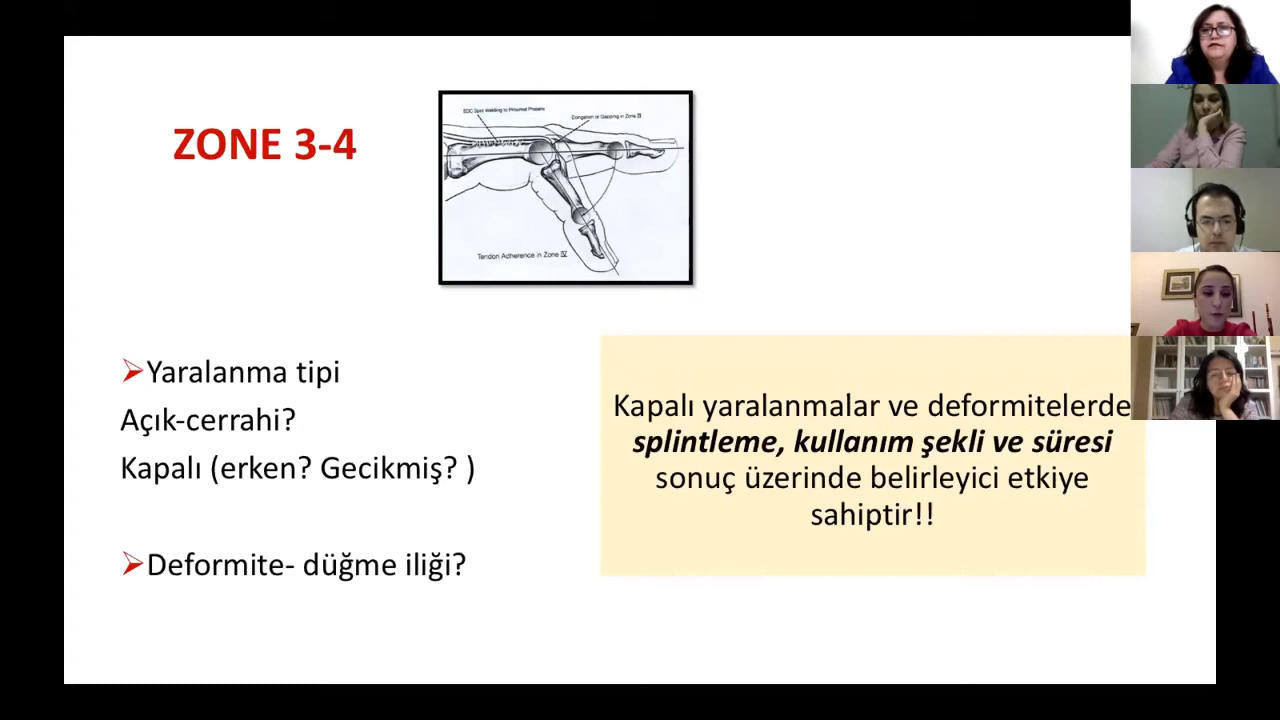 ZONE 3-4
EDC Spot Welding to Proximal Phalanx
Elongation or Gapping in Zone III
Tendon Adherence in Zone IV
➢Yaralanma tipi
Açık-cerrahi?
Kapalı (erken? Gecikmiş? )
➢Deformite- düğme iliği?
Kapalı yaralanmalar ve deformitelerde
splintleme, kullanım şekli ve süresi
sonuç üzerinde belirleyici etkiye
sahiptir!!